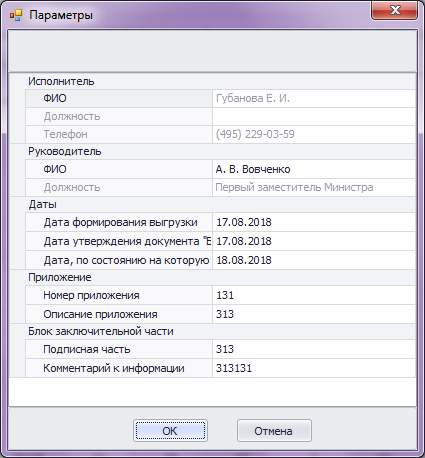 Параметры
Исполнитель
ФИО Губанова Е. И.
Должность
Телефон (495) 229-03-59
Руководитель
ФИО А. В. Вовченко
Должность Первый заместитель Министра
Даты
Дата формирования выгрузки 17.08.2018
Дата утверждения документа 17.08.2018
Дата, по состоянию на которую 18.08.2018
Приложение
Номер приложения 131
Описание приложения 313
Блок заключительной части
Подписная часть 313
Комментарий к информации 313131
ОК Отмена